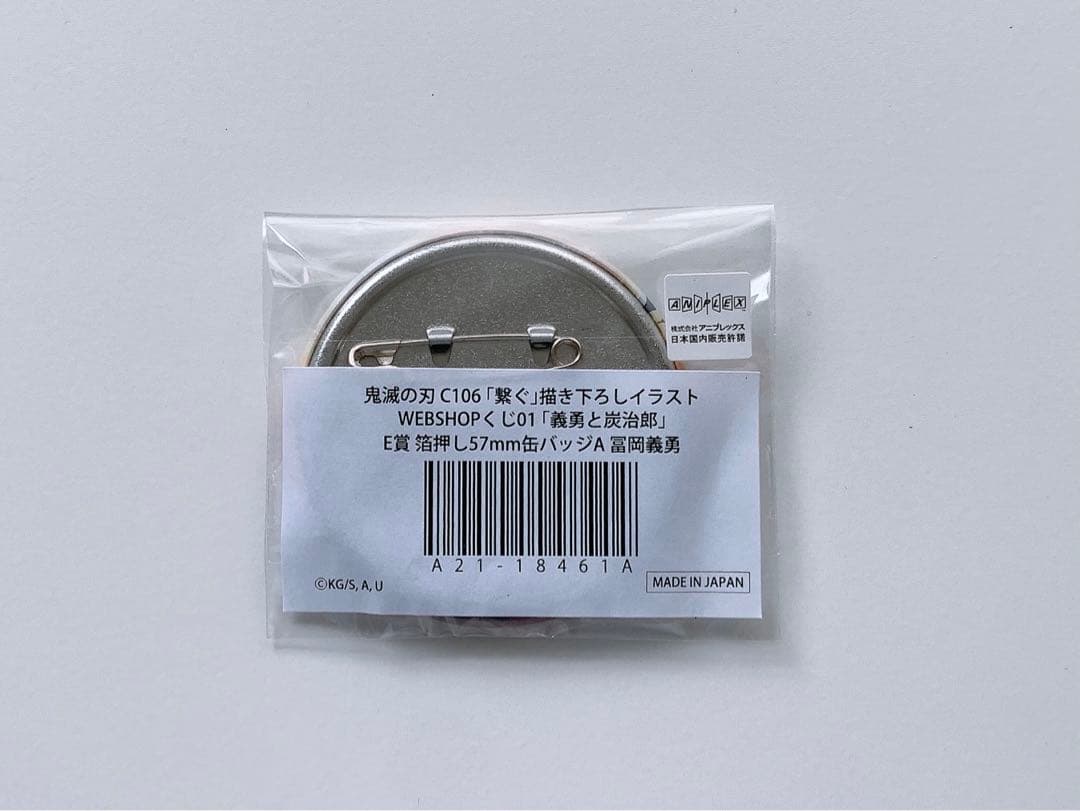 ANIPLEX
株式会社アニプレックス
日本国内販売許諾
鬼滅の刃 C106「繋ぐ」描き下ろしイラスト
WEBSHOPくじ01「義勇と炭治郎」
E賞 箔押し57mm缶バッジA 冨岡義勇
A21-18461A
©KG/S, A, U
MADE IN JAPAN